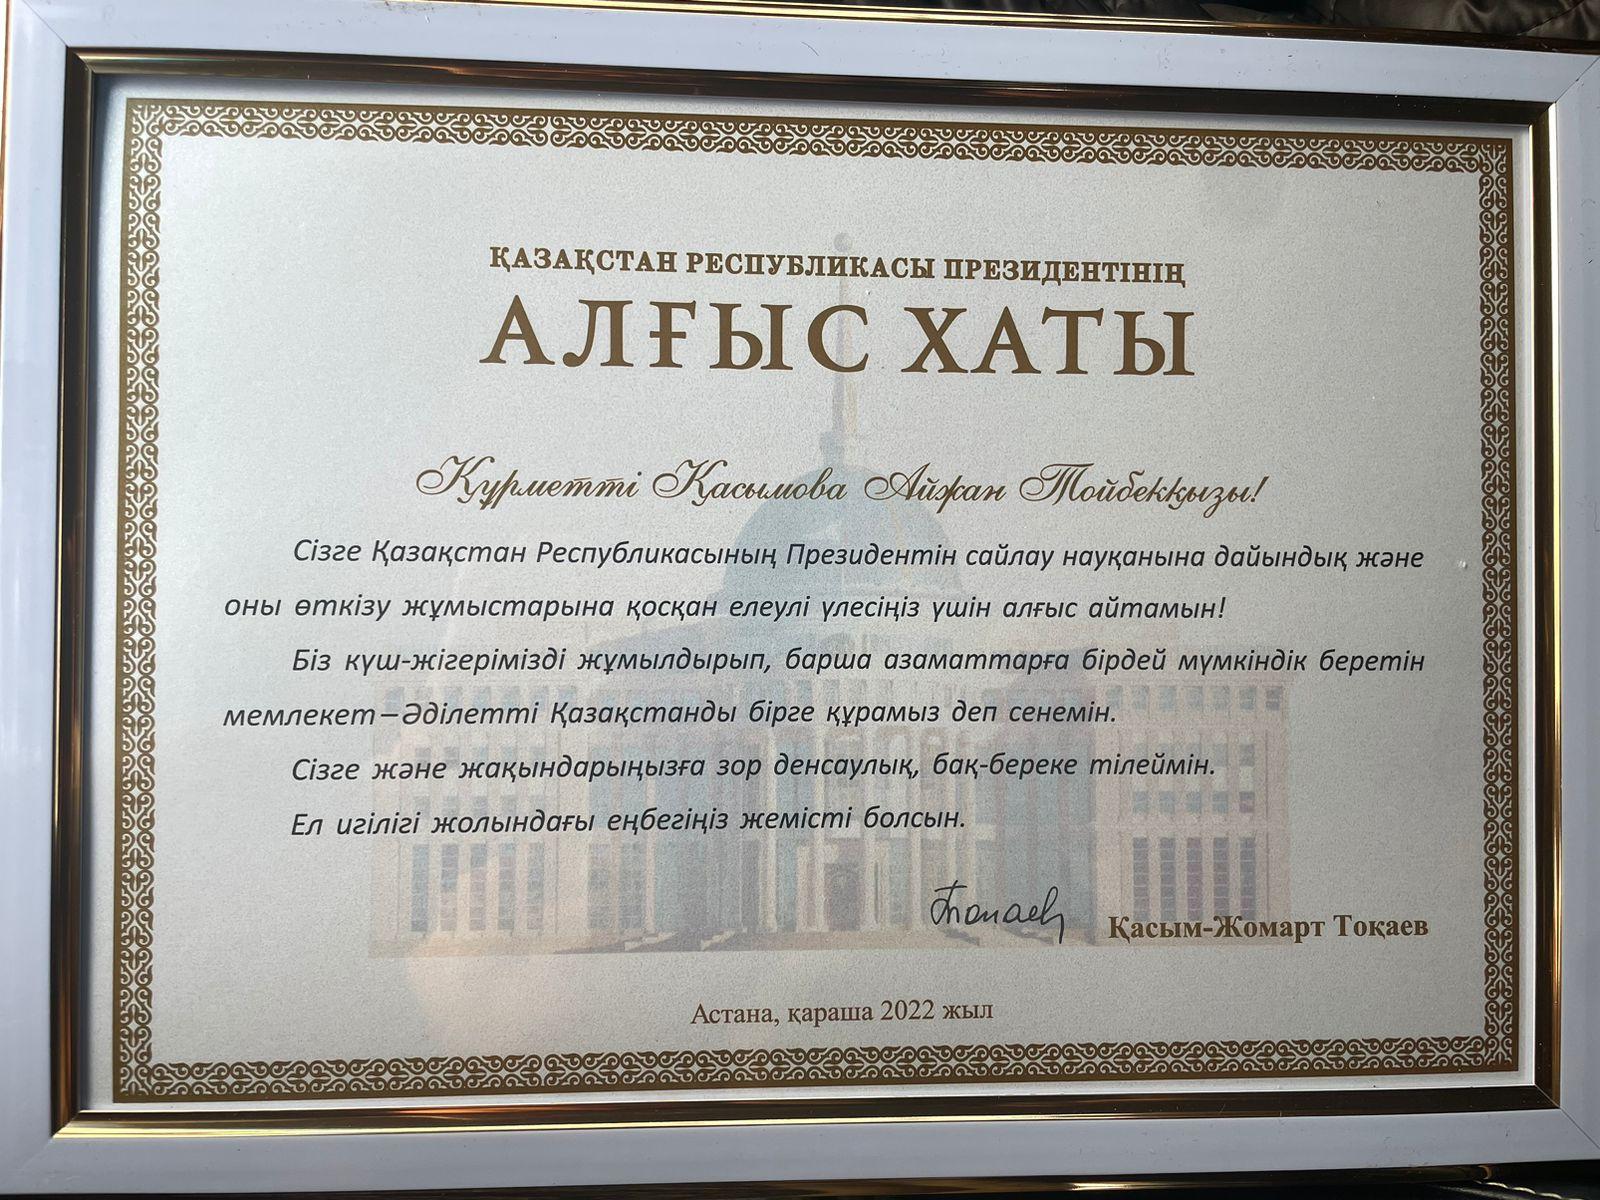 ҚАЗАҚСТАН РЕСПУБЛИКАСЫ ПРЕЗИДЕНТІНІҢ
АЛҒЫС ХАТЫ
Құрметті Қасымова Айжан Тойбекқызы!
Сізге Қазақстан Республикасының Президентін сайлау науқанына дайындық және
оны өткізу жұмыстарына қосқан елеулі үлесіңіз үшін алғыс айтамын!
Біз күш-жігерімізді жұмылдырып, барша азаматтарға бірдей мүмкіндік беретін
мемлекет – Әділетті Қазақстанды бірге құрамыз деп сенемін.
Сізге және жақындарыңызға зор денсаулық, бақ-береке тілеймін.
Ел игілігі жолындағы еңбегіңіз жемісті болсын.
Тоқаев Қасым-Жомарт Тоқаев
Астана, қараша 2022 жыл